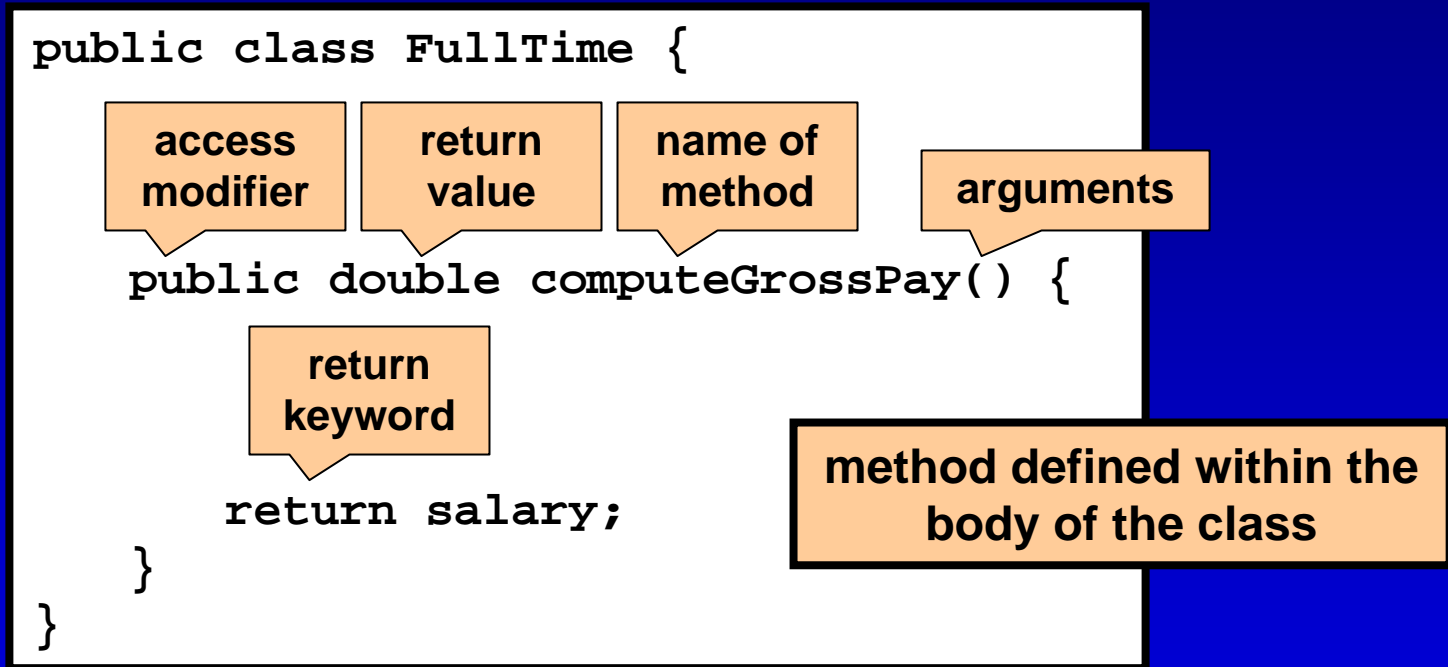 public class FullTime {
access
modifier
return
value
name of
method
arguments
public double computeGrossPay() {
return
keyword
return salary;
method defined within the
body of the class
}
}